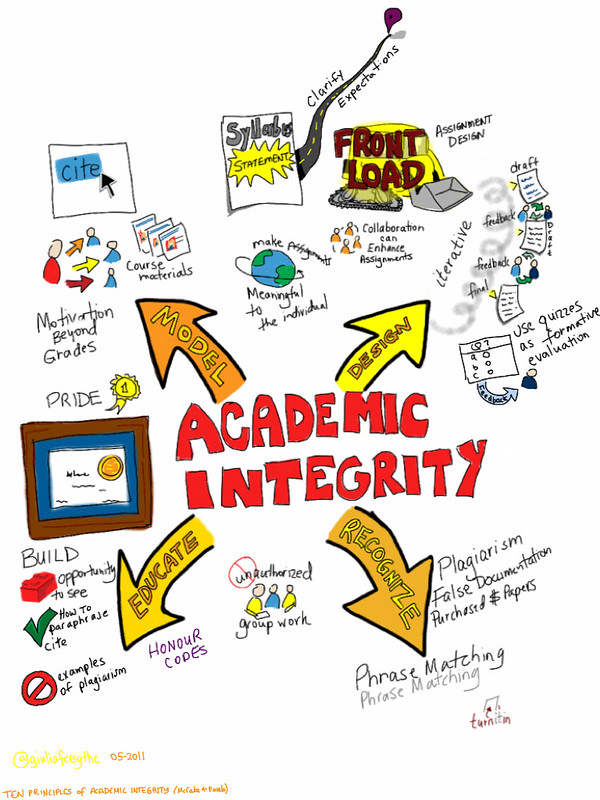 Clarify
Expectations
Syllabus
STATEMENT
FRONT
LOAD
ASSIGNMENT
DESIGN
cite
Course
materials
Motivation
Beyond
Grades
make Assignments
Meaningful
to
the individual
Collaboration
can
Enhance
Assignments
iterative
draft
feedback
Draft
feedback
final
Q?
a
b
c
feedback
use quizzes
as formative
evaluation
MODEL
DESIGN
PRIDE
1
ACADEMIC
INTEGRITY
EDUCATE
RECOGNIZE
BUILD
opportunity
to see
How To
paraphrase
cite
examples
of plagiarism
HONOUR
CODES
unauthorized
group work
Plagiarism
False Documentation
Purchased $ Papers
Phrase Matching
Phrase Matching
turnitin
@giuliaforsythe 05-2011
TEN PRINCIPLES OF ACADEMIC INTEGRITY (McCabe & Pavela)